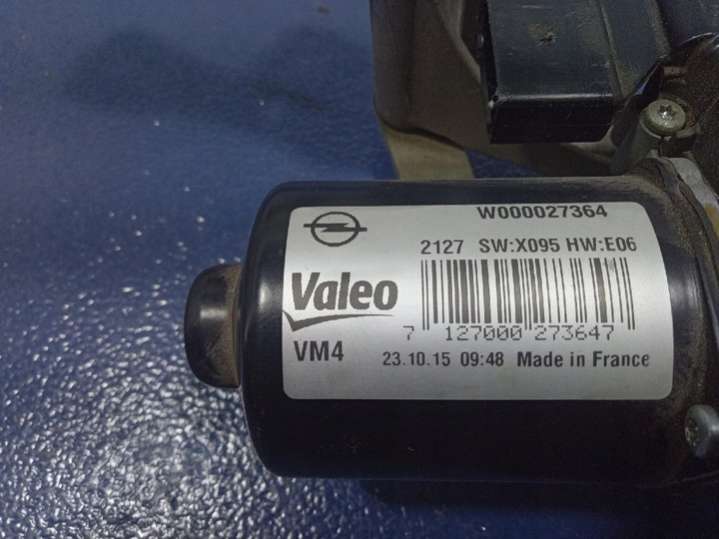 W000027364
2127 SW:X095 HW:E06
Valeo
7 127000 273647
VM4 23.10.15 09:48 Made in France